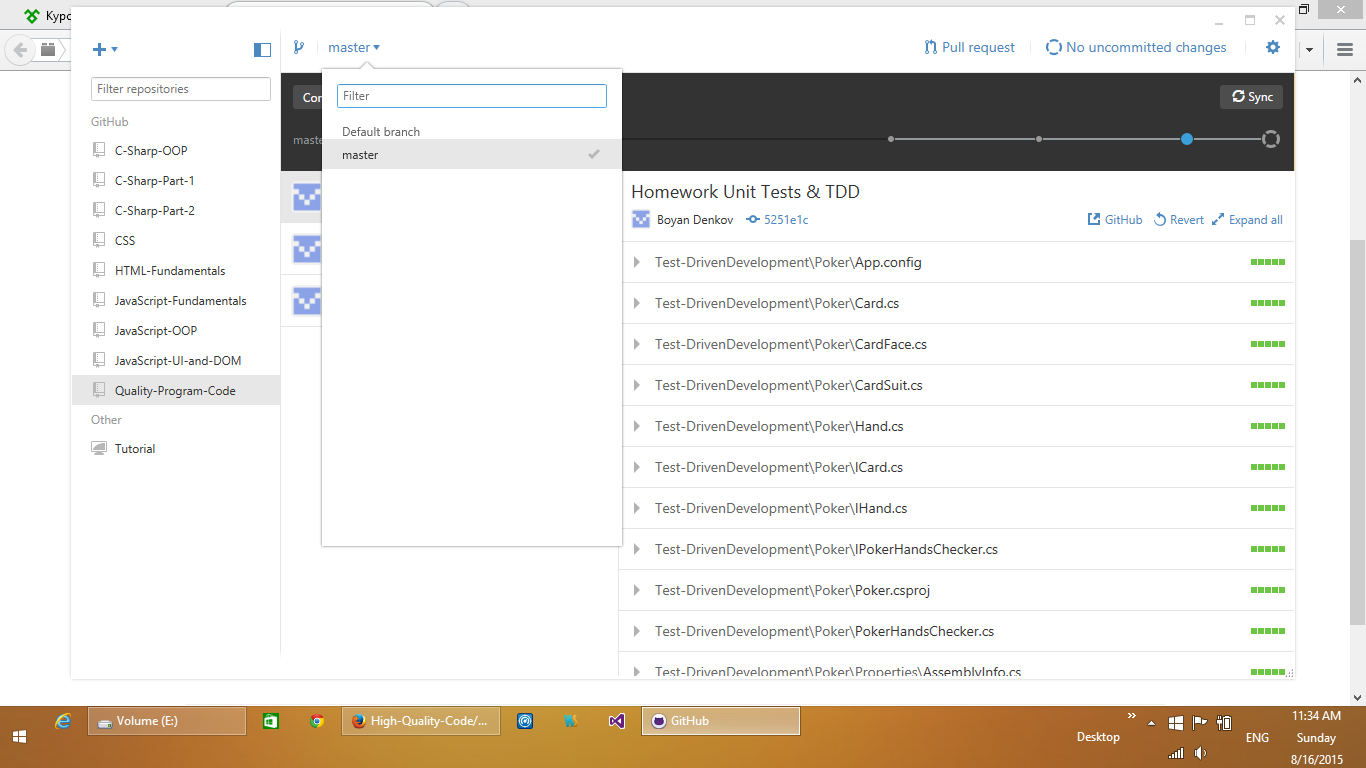 Kypo
master
Pull request
No uncommitted changes
Filter repositories
GitHub
C-Sharp-OOP
C-Sharp-Part-1
C-Sharp-Part-2
CSS
HTML-Fundamentals
JavaScript-Fundamentals
JavaScript-OOP
JavaScript-UI-and-DOM
Quality-Program-Code
Other
Tutorial
Filter
Default branch
master
Sync
Homework Unit Tests & TDD
Boyan Denkov 5251e1c
GitHub Revert Expand all
Test-DrivenDevelopment\Poker\App.config
Test-DrivenDevelopment\Poker\Card.cs
Test-DrivenDevelopment\Poker\CardFace.cs
Test-DrivenDevelopment\Poker\CardSuit.cs
Test-DrivenDevelopment\Poker\Hand.cs
Test-DrivenDevelopment\Poker\ICard.cs
Test-DrivenDevelopment\Poker\IHand.cs
Test-DrivenDevelopment\Poker\IPokerHandsChecker.cs
Test-DrivenDevelopment\Poker\Poker.csproj
Test-DrivenDevelopment\Poker\PokerHandsChecker.cs
Test-DrivenDevelopment\Poker\Properties\AssemblyInfo.cs
Volume (E:)
High-Quality-Code/...
GitHub
Desktop
ENG
11:34 AM
Sunday
8/16/2015